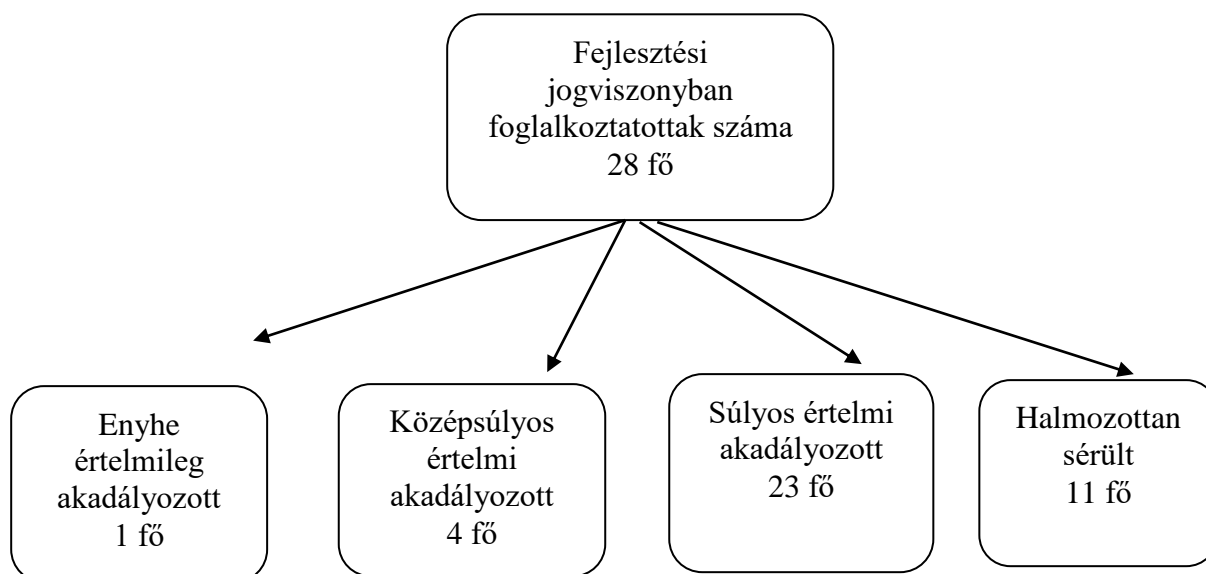 Fejlesztési
jogviszonyban
foglalkoztatottak száma
28 fő
Enyhe
értelmileg
akadályozott
1 fő
Középsúlyos
értelmi
akadályozott
4 fő
Súlyos értelmi
akadályozott
23 fő
Halmozottan
sérült
11 fő